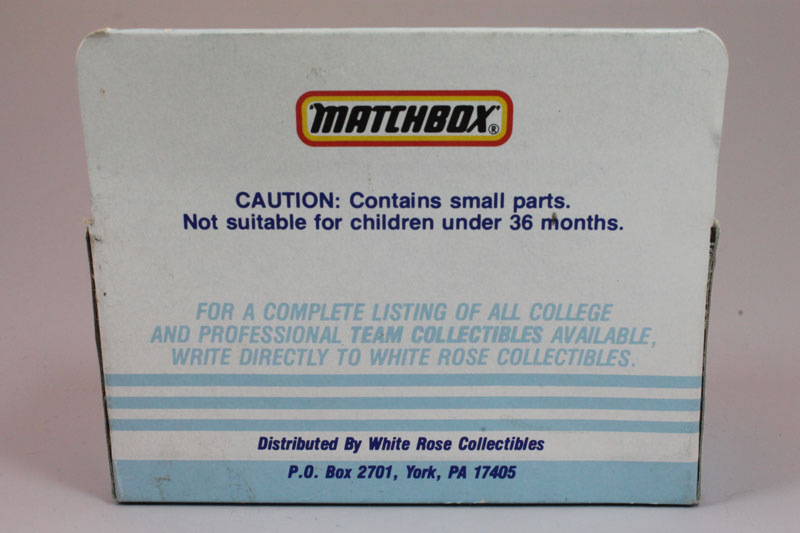 MATCHBOX®
CAUTION: Contains small parts.
Not suitable for children under 36 months.
FOR A COMPLETE LISTING OF ALL COLLEGE
AND PROFESSIONAL TEAM COLLECTIBLES AVAILABLE,
WRITE DIRECTLY TO WHITE ROSE COLLECTIBLES.
Distributed By White Rose Collectibles
P.O. Box 2701, York, PA 17405